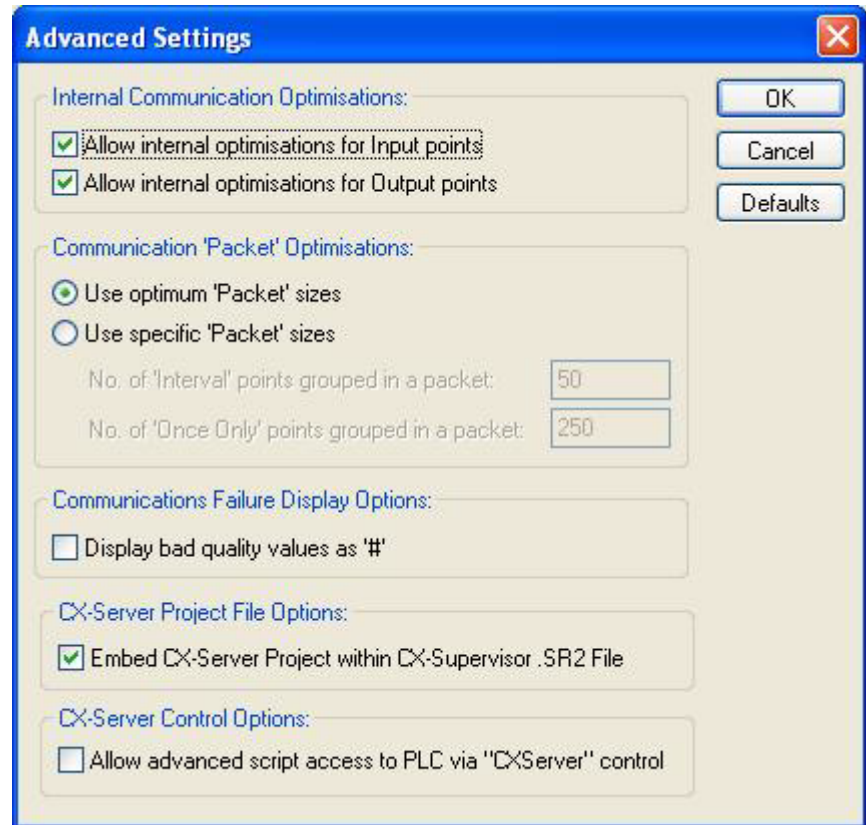 Advanced Settings
Internal Communication Optimisations:
Allow internal optimisations for Input points
Allow internal optimisations for Output points
OK
Cancel
Defaults
Communication 'Packet' Optimisations:
Use optimum 'Packet' sizes
Use specific 'Packet' sizes
No. of 'Interval' points grouped in a packet: 50
No. of 'Once Only' points grouped in a packet: 250
Communications Failure Display Options:
Display bad quality values as '#'
CX-Server Project File Options:
Embed CX-Server Project within CX-Supervisor .SR2 File
CX-Server Control Options:
Allow advanced script access to PLC via "CXServer" control